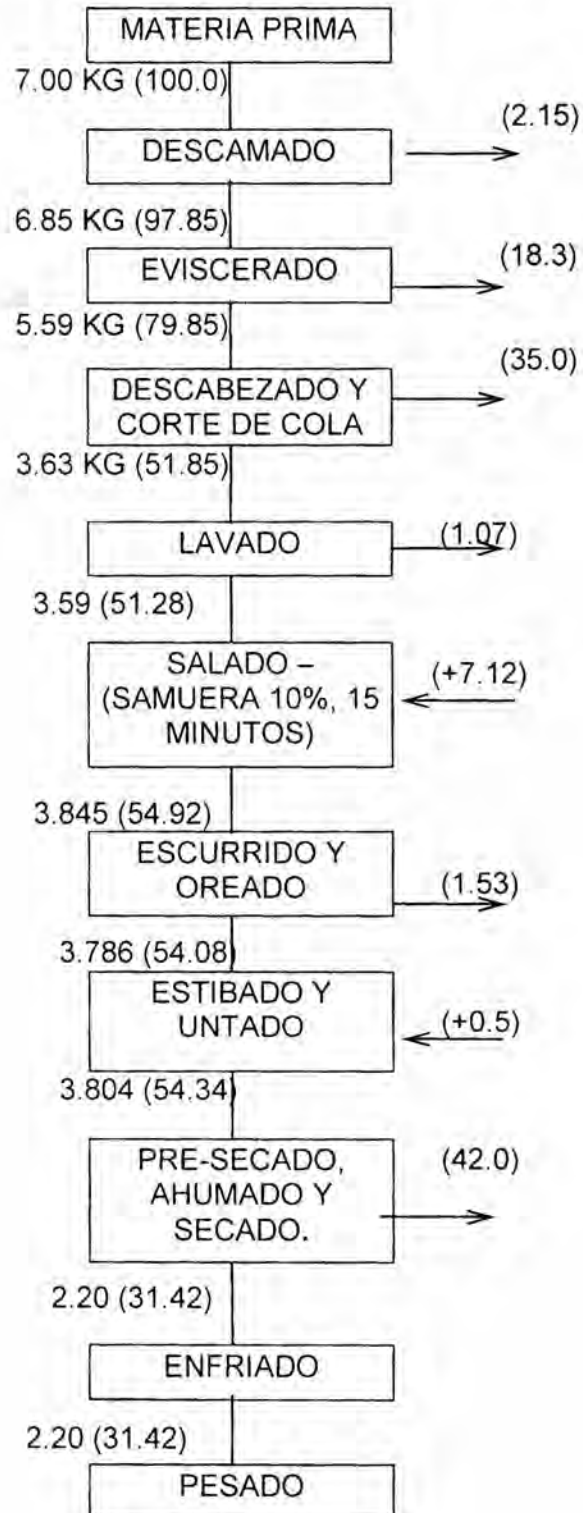 MATERIA PRIMA
7.00 KG (100.0)
(2.15)
DESCAMADO
6.85 KG (97.85)
(18.3)
EVISCERADO
5.59 KG (79.85)
(35.0)
DESCABEZADO Y
CORTE DE COLA
3.63 KG (51.85)
(1.07)
LAVADO
3.59 (51.28)
SALADO –
(SAMUERA 10%, 15
MINUTOS)
(+7.12)
3.845 (54.92)
ESCURRIDO Y
OREADO
(1.53)
3.786 (54.08)
ESTIBADO Y
UNTADO
(+0.5)
3.804 (54.34)
PRE-SECADO,
AHUMADO Y
SECADO.
(42.0)
2.20 (31.42)
ENFRIADO
2.20 (31.42)
PESADO